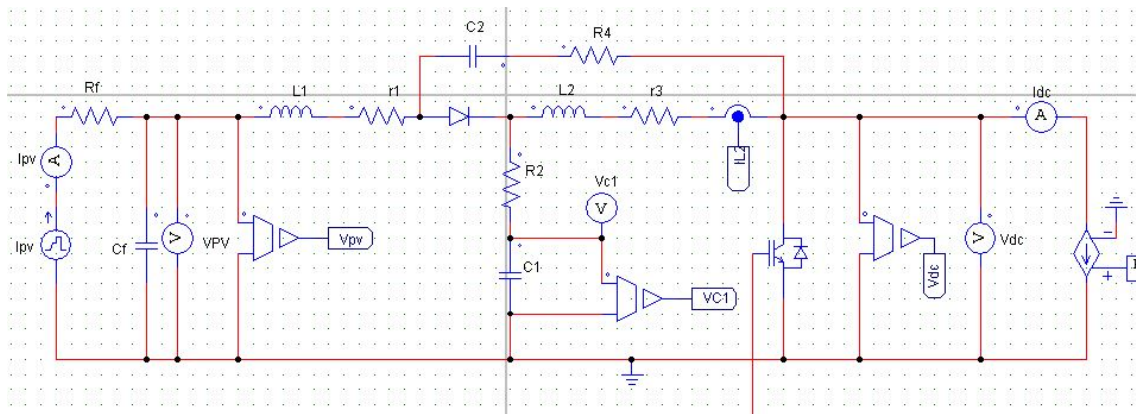 C2
R4
Rf
L1
r1
L2
r3
Idc
A
Ipv
A
R2
IL2
Vc1
V
Ipv
Cf
V
VPV
Vpv
C1
VC1
Vdc
V
Vdc
-
+
I